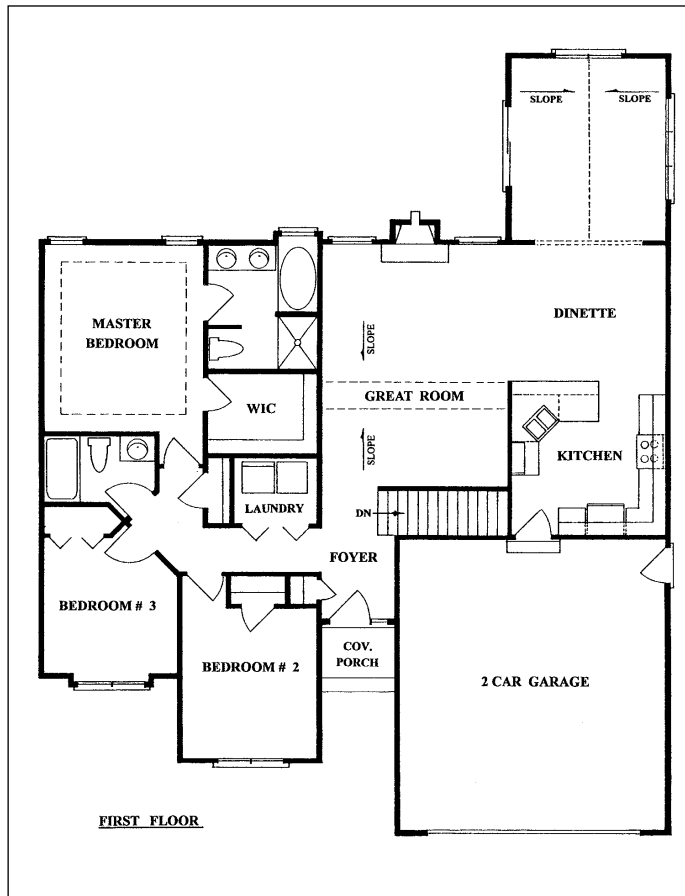 SLOPE SLOPE
DINETTE
MASTER
BEDROOM
SLOPE
GREAT ROOM
WIC
SLOPE
KITCHEN
LAUNDRY
DN
FOYER
BEDROOM # 3
COV.
PORCH
BEDROOM # 2
2 CAR GARAGE
FIRST FLOOR